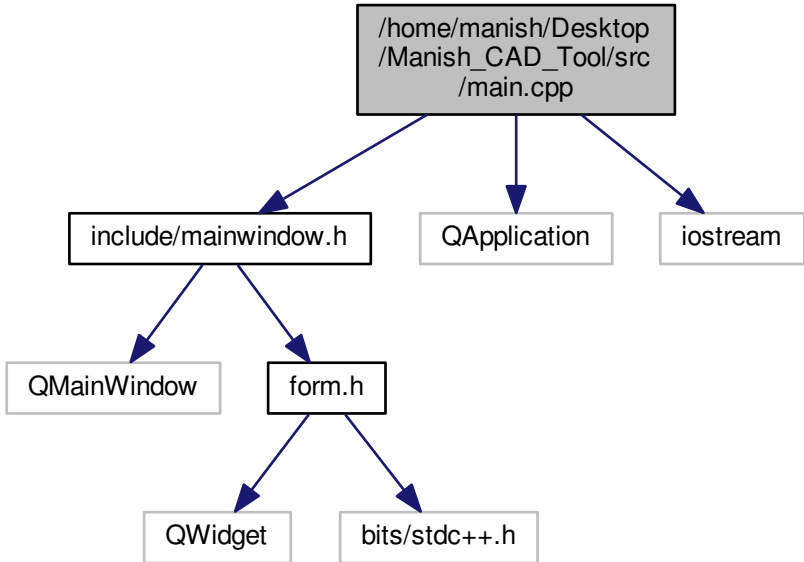 /home/manish/Desktop
/Manish_CAD_Tool/src
/main.cpp
include/mainwindow.h
QApplication
iostream
QMainWindow
form.h
QWidget
bits/stdc++.h